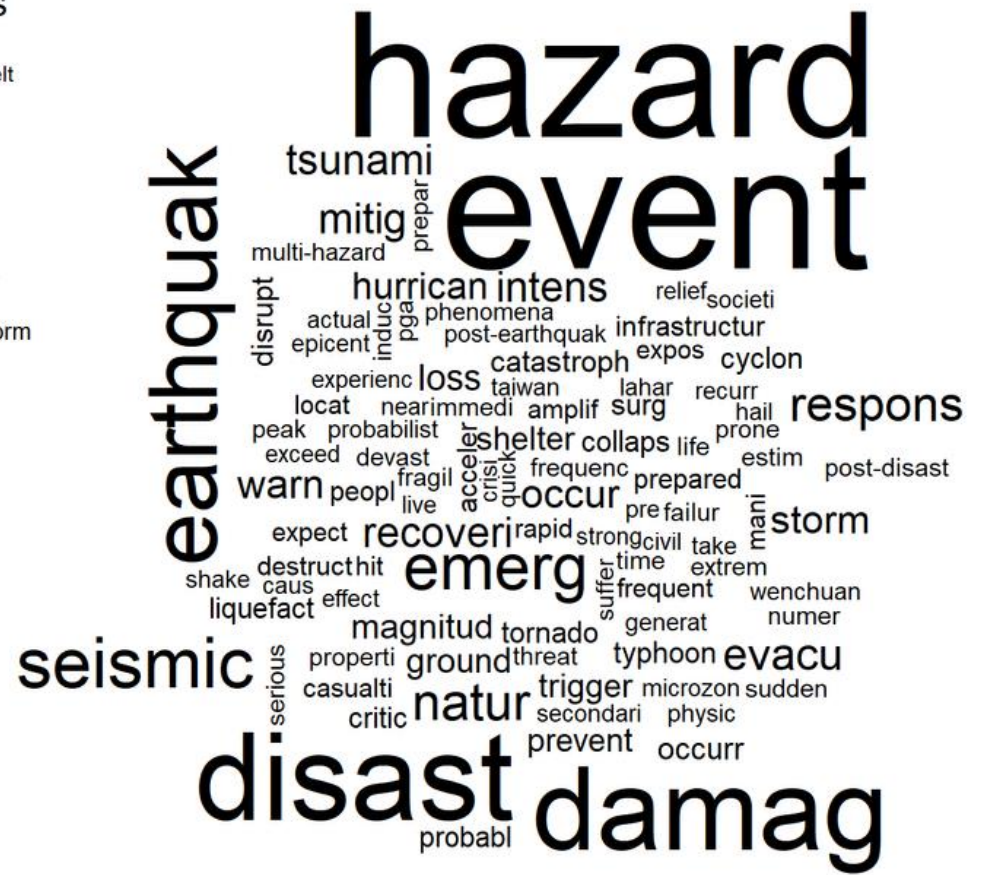 s
elt
orm
hazard
tsunami
event
earthquak
mitig
prepar
multi-hazard
hurrican
intens
disrupt
relief
societi
actual
induc
pga
phenomena
epicent
post-earthquak
infrastructur
catastroph
expos
cyclon
experienc
loss
taiwan
lahar
recurr
locat
near
immedi
amplif
surg
hail
respons
peak
probabilist
acceler
shelter
collaps
life
prone
exceed
devast
crisi
quick
frequenc
estim
post-disast
warn
peopl
fragil
live
occur
prepared
pre
failur
mani
storm
expect
recoveri
rapid
strong
civil
take
destruct
hit
emerg
time
extrem
shake
caus
suffer
frequent
wenchuan
liquefact
effect
numer
magnitud
tornado
generat
seismic
serious
properti
ground
threat
typhoon
evacu
casualti
natur
trigger
microzon
sudden
critic
secondari
physic
prevent
occurr
disast
damag
probabl